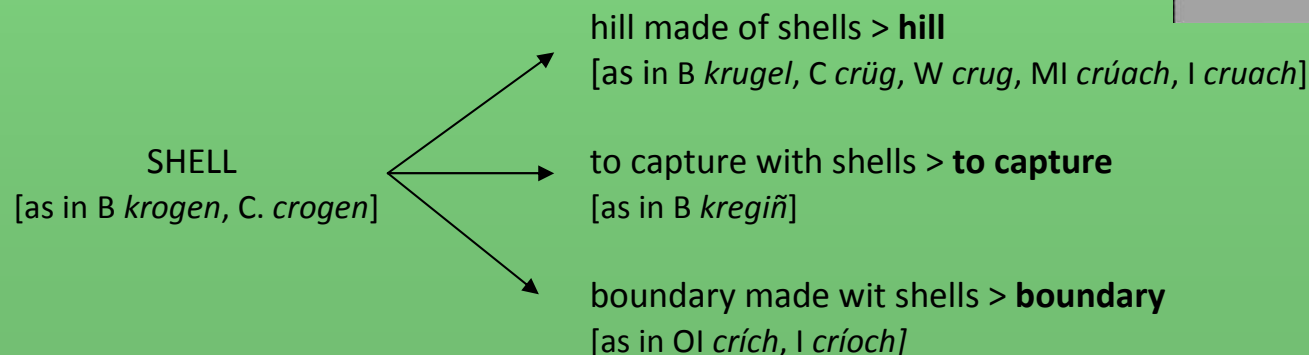 hill made of shells > hill
[as in B krugel, C crüg, W crug, MI crúach, I cruach]
SHELL
[as in B krogen, C. crogen]
to capture with shells > to capture
[as in B kregiñ]
boundary made wit shells > boundary
[as in OI crích, I críoch]